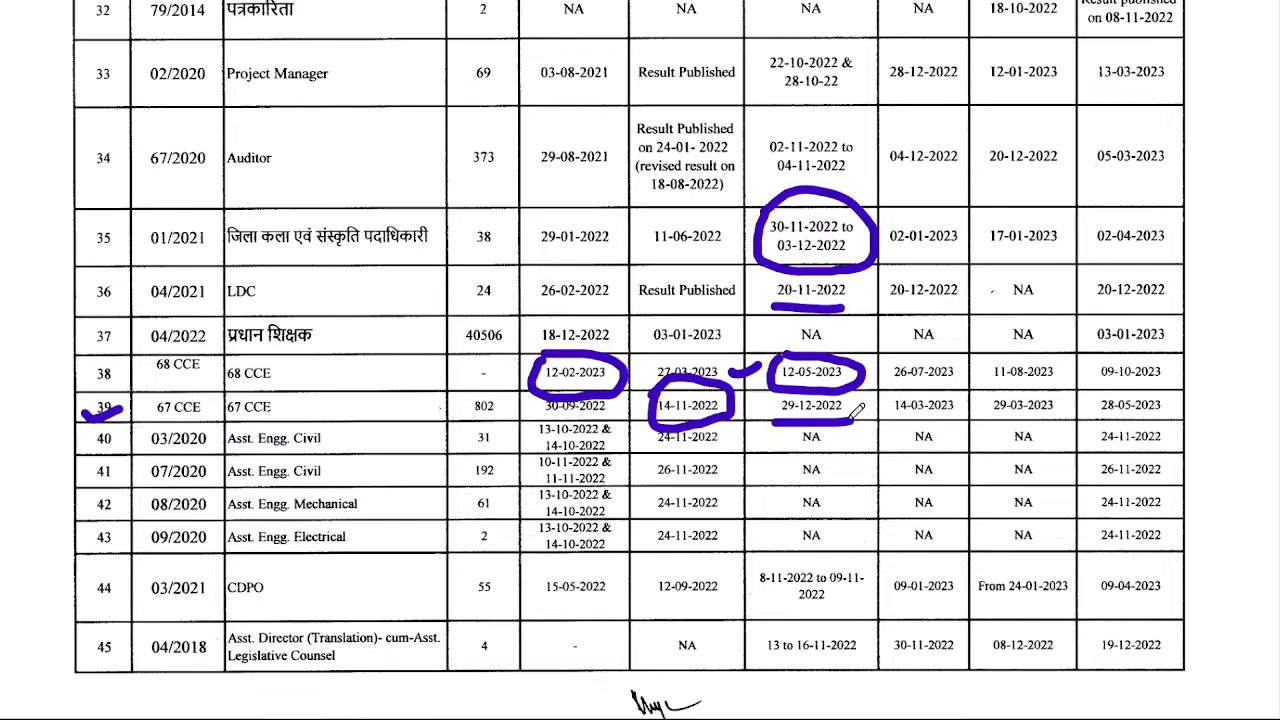 32 79/2014 पत्रकारिता 2 NA NA NA NA 18-10-2022 Result published
on 08-11-2022
33 02/2020 Project Manager 69 03-08-2021 Result Published 22-10-2022 &
28-10-22 28-12-2022 12-01-2023 13-03-2023
34 67/2020 Auditor 373 29-08-2021 Result Published
on 24-01- 2022
(revised result on
18-08-2022) 02-11-2022 to
04-11-2022 04-12-2022 20-12-2022 05-03-2023
35 01/2021 जिला कला एवं संस्कृति पदाधिकारी 38 29-01-2022 11-06-2022 30-11-2022 to
03-12-2022 02-01-2023 17-01-2023 02-04-2023
36 04/2021 LDC 24 26-02-2022 Result Published 20-11-2022 20-12-2022 NA 20-12-2022
37 04/2022 प्रधान शिक्षक 40506 18-12-2022 03-01-2023 NA NA NA 03-01-2023
38 68 CCE 68 CCE - 12-02-2023 27-03-2023 12-05-2023 26-07-2023 11-08-2023 09-10-2023
39 67 CCE 67 CCE 802 30-09-2022 14-11-2022 29-12-2022 14-03-2023 29-03-2023 28-05-2023
40 03/2020 Asst. Engg. Civil 31 13-10-2022 &
14-10-2022 24-11-2022 NA NA NA 24-11-2022
41 07/2020 Asst. Engg. Civil 192 10-11-2022 &
11-11-2022 26-11-2022 NA NA NA 26-11-2022
42 08/2020 Asst. Engg. Mechanical 61 13-10-2022 &
14-10-2022 24-11-2022 NA NA NA 24-11-2022
43 09/2020 Asst. Engg. Electrical 2 13-10-2022 &
14-10-2022 24-11-2022 NA NA NA 24-11-2022
44 03/2021 CDPO 55 15-05-2022 12-09-2022 8-11-2022 to 09-11-
2022 09-01-2023 From 24-01-2023 09-04-2023
45 04/2018 Asst. Director (Translation)- cum-Asst.
Legislative Counsel 4 - NA 13 to 16-11-2022 30-11-2022 08-12-2022 19-12-2022